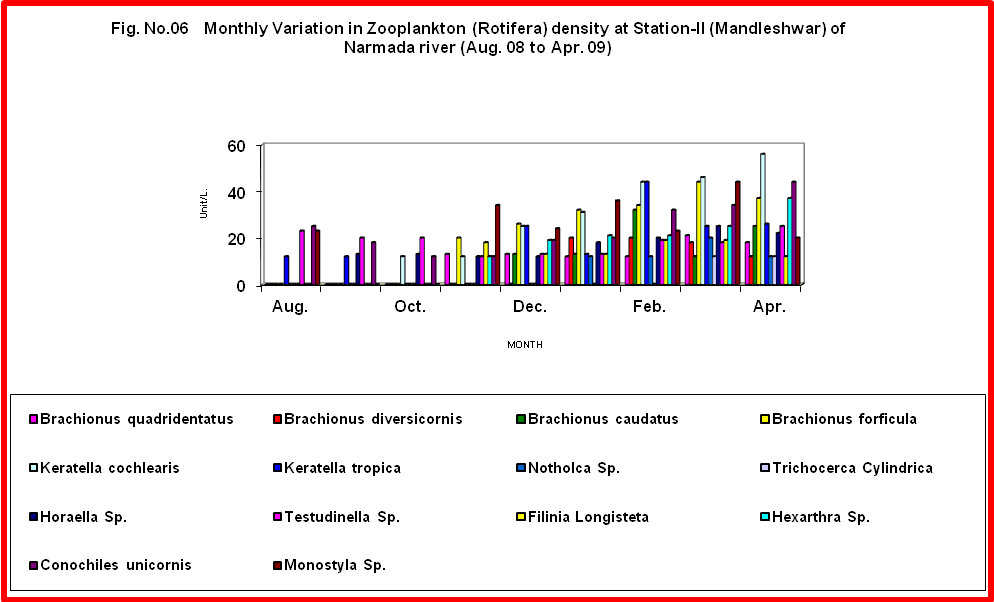 Fig. No.06 Monthly Variation in Zooplankton (Rotifera) density at Station-II (Mandleshwar) of
Narmada river (Aug. 08 to Apr. 09)
60
40
20
0
Unit/L.
Aug. Oct. Dec. Feb. Apr.
MONTH
Brachionus quadridentatus Brachionus diversicornis Brachionus caudatus Brachionus forficula
Keratella cochlearis Keratella tropica Notholca Sp. Trichocerca Cylindrica
Horaella Sp. Testudinella Sp. Filinia Longisteta Hexarthra Sp.
Conochiles unicornis Monostyla Sp.